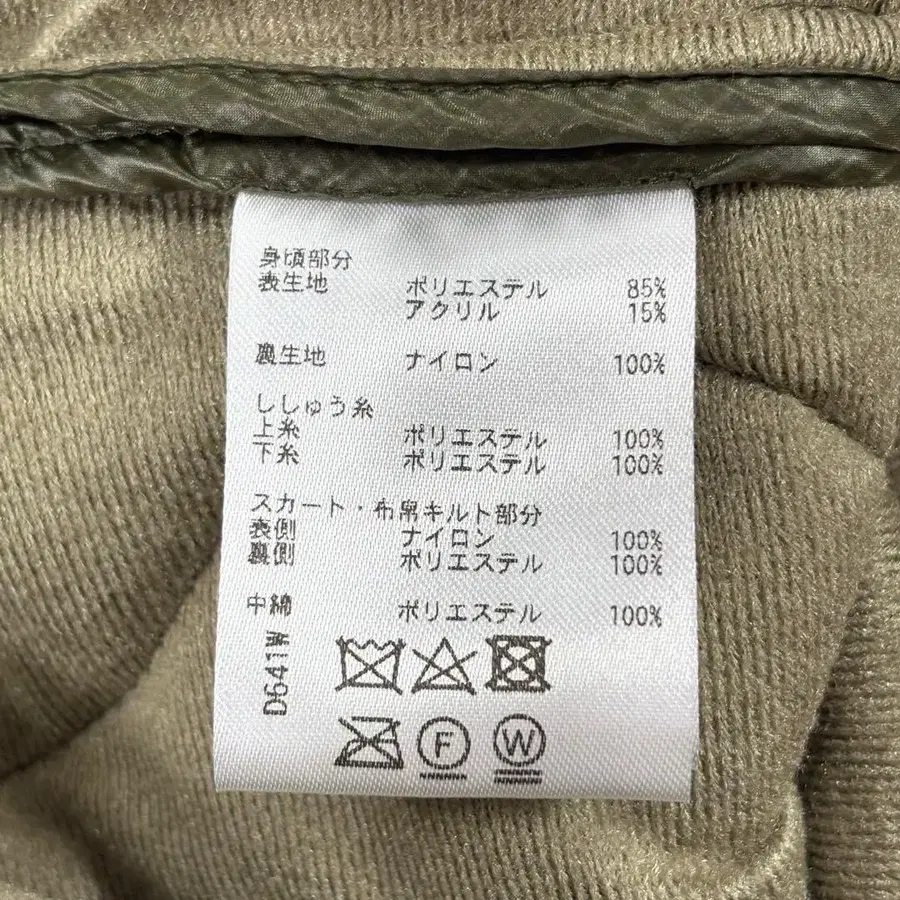 身頃部分
表生地 ポリエステル 85%
アクリル 15%
裏生地 ナイロン 100%
ししゅう糸
上糸 ポリエステル 100%
下糸 ポリエステル 100%
スカート・布帛キルト部分
表側 ナイロン 100%
裏側 ポリエステル 100%
中綿 ポリエステル 100%
D641W
F W